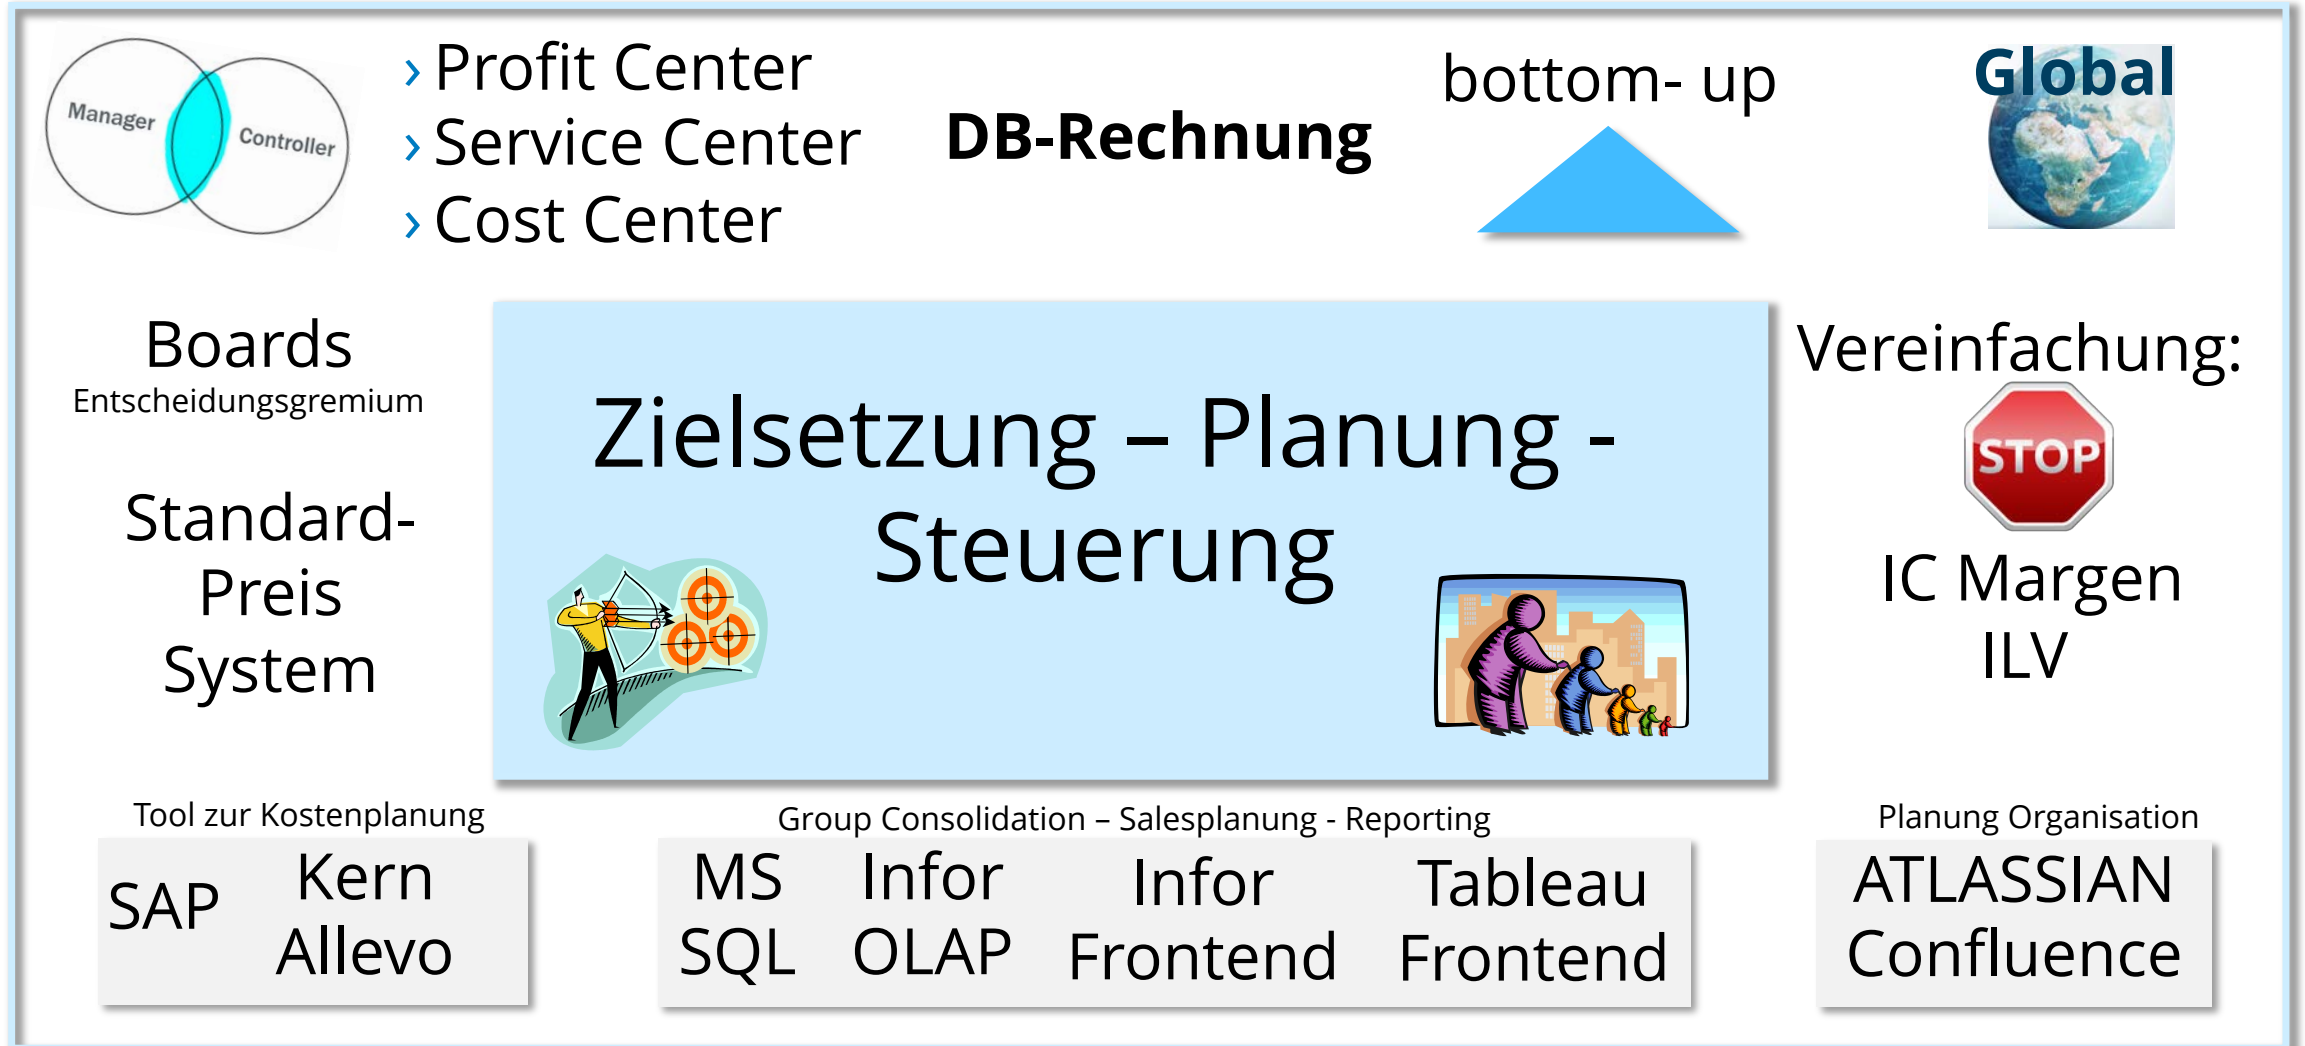 Manager
Controller
› Profit Center
› Service Center
› Cost Center
DB-Rechnung
bottom- up
Global
Boards
Entscheidungsgremium
Standard-
Preis
System
Zielsetzung – Planung -
Steuerung
Vereinfachung:
STOP
IC Margen
ILV
Tool zur Kostenplanung
SAP
Kern
Allevo
Group Consolidation – Salesplanung - Reporting
MS
SQL
Infor
OLAP
Infor
Frontend
Tableau
Frontend
Planung Organisation
ATLASSIAN
Confluence